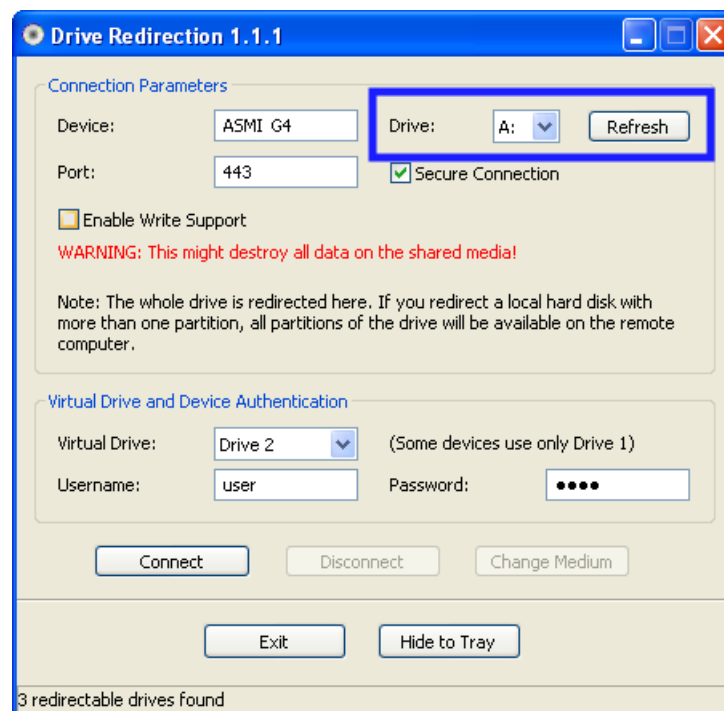 Drive Redirection 1.1.1
Connection Parameters
Device: ASMI G4 Drive: A: Refresh
Port: 443 Secure Connection
Enable Write Support
WARNING: This might destroy all data on the shared media!
Note: The whole drive is redirected here. If you redirect a local hard disk with
more than one partition, all partitions of the drive will be available on the remote
computer.
Virtual Drive and Device Authentication
Virtual Drive: Drive 2 (Some devices use only Drive 1)
Username: user Password: ●●●●
Connect Disconnect Change Medium
Exit Hide to Tray
3 redirectable drives found